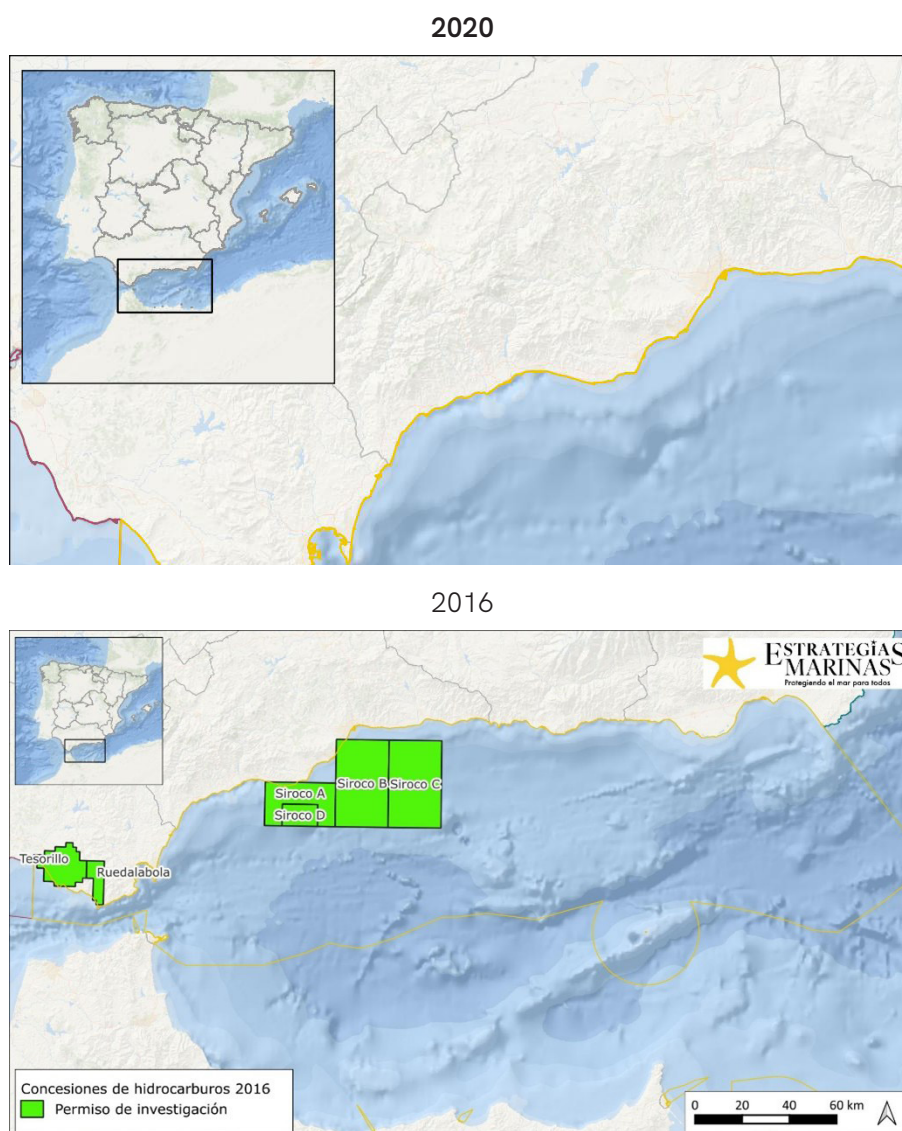 2020
2016
ESTRATEGIAS
MARINAS
Protegiendo el mar para todos
Siroco A
Siroco B
Siroco C
Siroco D
Tesorillo
Ruedalabola
Concesiones de hidrocarburos 2016
Permiso de investigación
0 20 40 60 km